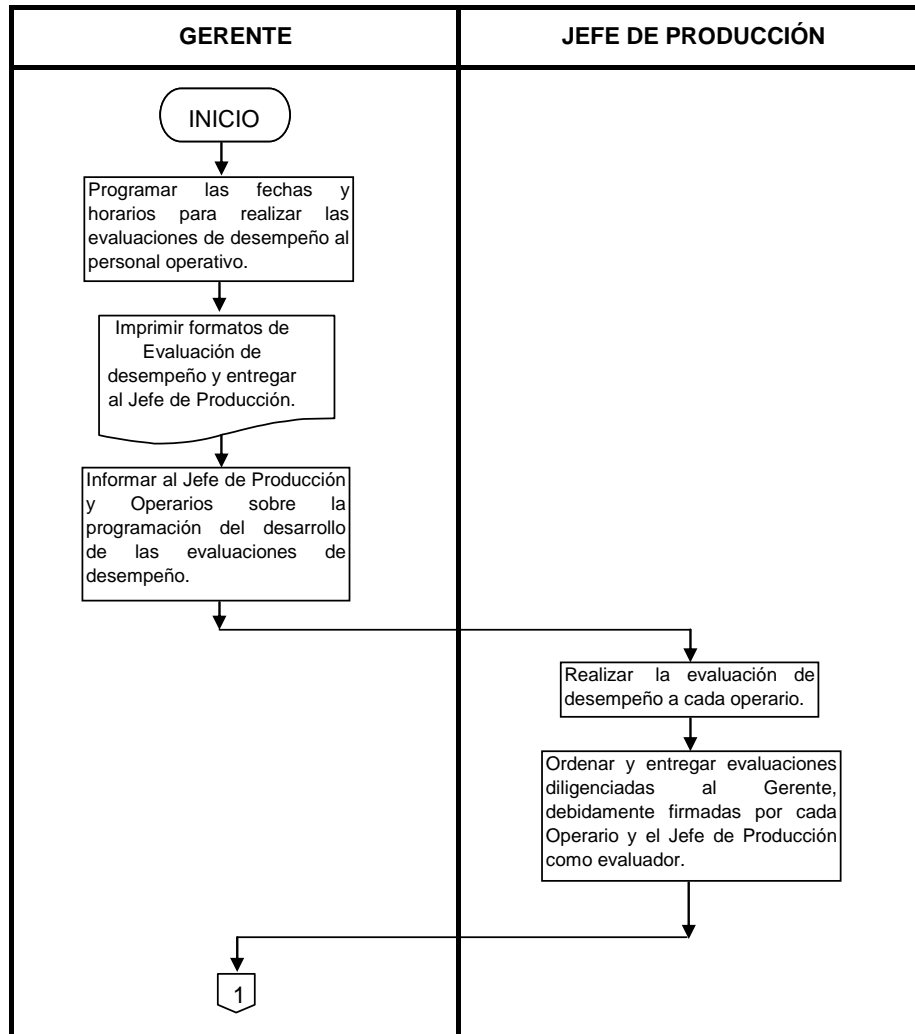 GERENTE
JEFE DE PRODUCCIÓN
INICIO
Programar las fechas y
horarios para realizar las
evaluaciones de desempeño al
personal operativo.
Imprimir formatos de
Evaluación de
desempeño y entregar
al Jefe de Producción.
Informar al Jefe de Producción
y Operarios sobre la
programación del desarrollo
de las evaluaciones de
desempeño.
Realizar la evaluación de
desempeño a cada operario.
Ordenar y entregar evaluaciones
diligenciadas al Gerente,
debidamente firmadas por cada
Operario y el Jefe de Producción
como evaluador.
1